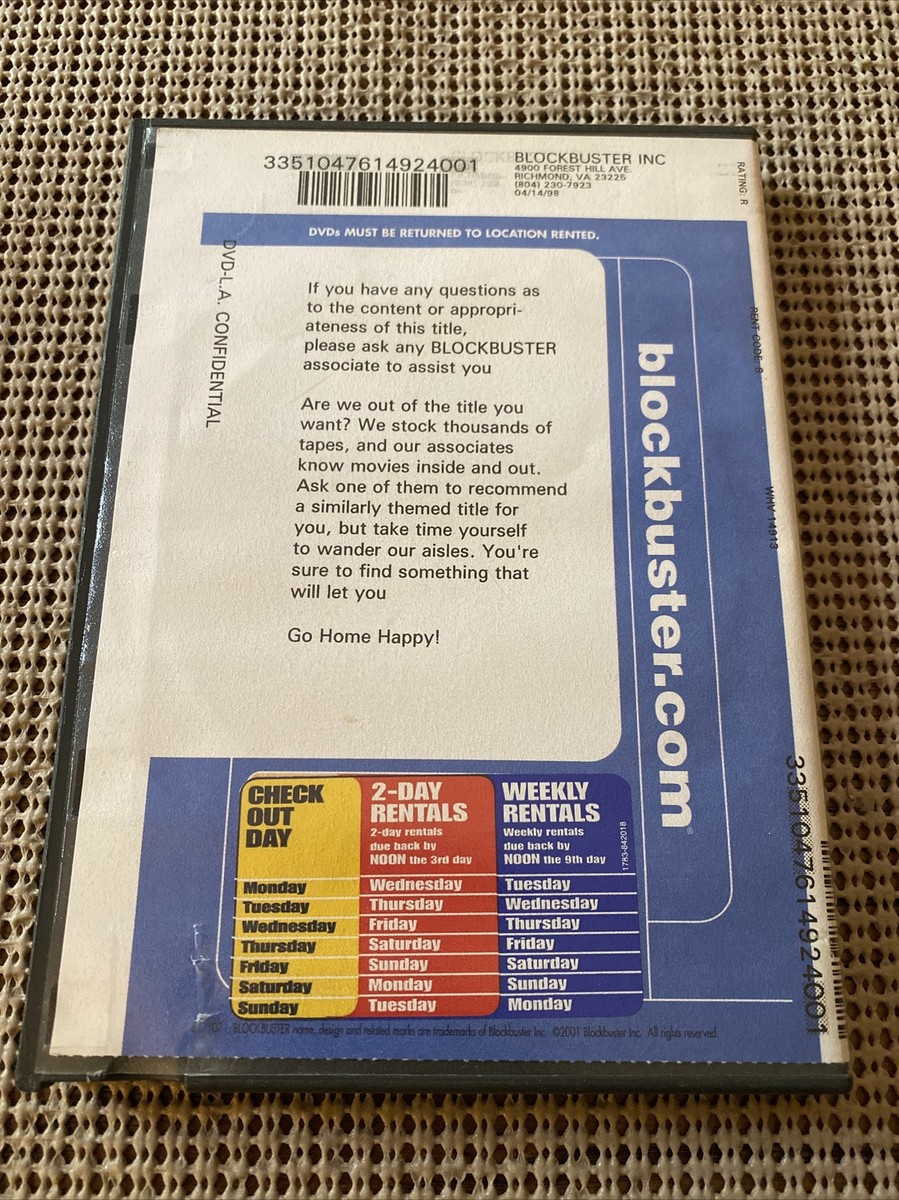 33510476149240​01
BLOCKBUSTER INC
4900 FOREST HILL AVE.
RICHMOND, VA 23225
(804) 230-7923
04/14/98
RATING: R
DVDs MUST BE RETURNED TO LOCATION RENTED.
DVD-L.A. CONFIDENTIAL
If you have any questions as
to the content or appropri-
ateness of this title,
please ask any BLOCKBUSTER
associate to assist you
Are we out of the title you
want? We stock thousands of
tapes, and our associates
know movies inside and out.
Ask one of them to recommend
a similarly themed title for
you, but take time yourself
to wander our aisles. You're
sure to find something that
will let you
Go Home Happy!
blockbuster.com®
RENT CODE: 8
WHV 14913
33510476149240​01
CHECK
OUT
DAY
2-DAY
RENTALS
2-day rentals
due back by
NOON the 3rd day
WEEKLY
RENTALS
Weekly rentals
due back by
NOON the 9th day
1783-842018
Monday Wednesday Tuesday
Tuesday Thursday Wednesday
Wednesday Friday Thursday
Thursday Saturday Friday
Friday Sunday Saturday
Saturday Monday Sunday
Sunday Tuesday Monday
BLOCKBUSTER name, design and related marks are trademarks of Blockbuster Inc. ©2001 Blockbuster Inc. All rights reserved.